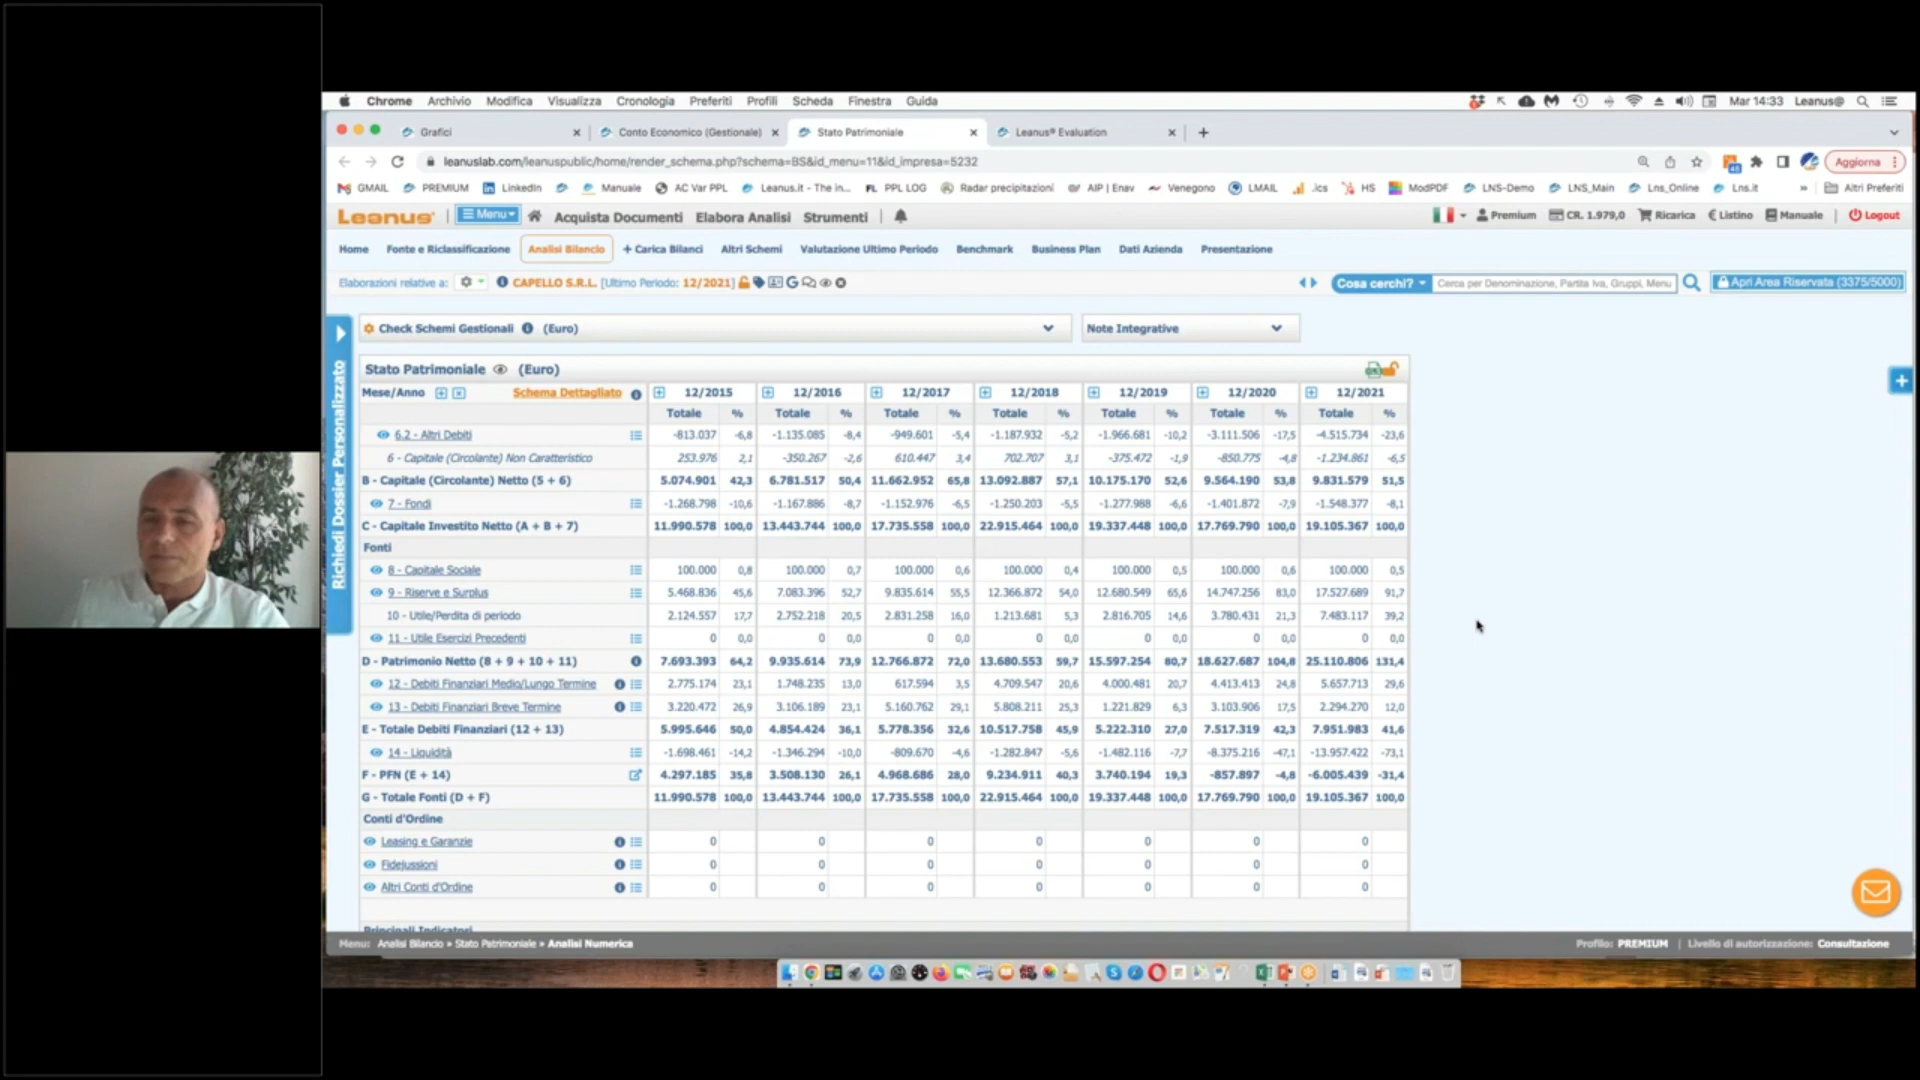 Chrome Archivio Modifica Visualizza Cronologia Preferiti Profili Scheda Finestra Guida Mar 14:33 Leanus@
Grafici Conto Economico (Gestionale) Stato Patrimoniale Leanus® Evaluation
leanuslab.com/leanuspublic/home/render_schema.php?schema=BS&id_menu=11&id_impresa=5232 Aggiorna
GMAIL PREMIUM LinkedIn Manuale AC Var PPL Leanus.it - The in... PPL LOG Radar precipitazioni AIP | Enav Venegono LMAIL .ics HS ModPDF LNS-Demo LNS_Main Lns_Online Lns.it » Altri Preferiti
Leanus Menu Acquista Documenti Elabora Analisi Strumenti Premium CR. 1.979,0 Ricarica € Listino Manuale Logout
Home Fonte e Riclassificazione Analisi Bilancio + Carica Bilanci Altri Schemi Valutazione Ultimo Periodo Benchmark Business Plan Dati Azienda Presentazione
Elaborazioni relative a: CAPELLO S.R.L. [Ultimo Periodo: 12/2021] Cosa cerchi? Cerca per Denominazione, Partita Iva, Gruppi, Menu Apri Area Riservata (3375/5000)
Richiedi Dossier Personalizzato
Check Schemi Gestionali (Euro) Note Integrative
Stato Patrimoniale (Euro)
Mese/Anno Schema Dettagliato 12/2015 12/2016 12/2017 12/2018 12/2019 12/2020 12/2021
Totale % Totale % Totale % Totale % Totale % Totale % Totale %
6.2 - Altri Debiti -813.037 -6,8 -1.135.085 -8,4 -949.601 -5,4 -1.187.932 -5,2 -1.966.681 -10,2 -3.111.506 -17,5 -4.515.734 -23,6
6 - Capitale (Circolante) Non Caratteristico 253.976 2,1 -350.267 -2,6 610.447 3,4 702.707 3,1 -375.472 -1,9 -850.775 -4,8 -1.234.861 -6,5
B - Capitale (Circolante) Netto (5 + 6) 5.074.901 42,3 6.781.517 50,4 11.662.952 65,8 13.092.887 57,1 10.175.170 52,6 9.564.190 53,8 9.831.579 51,5
7 - Fondi -1.268.798 -10,6 -1.167.886 -8,7 -1.152.976 -6,5 -1.250.203 -5,5 -1.277.988 -6,6 -1.401.872 -7,9 -1.548.377 -8,1
C - Capitale Investito Netto (A + B + 7) 11.990.578 100,0 13.443.744 100,0 17.735.558 100,0 22.915.464 100,0 19.337.448 100,0 17.769.790 100,0 19.105.367 100,0
Fonti
8 - Capitale Sociale 100.000 0,8 100.000 0,7 100.000 0,6 100.000 0,4 100.000 0,5 100.000 0,6 100.000 0,5
9 - Riserve e Surplus 5.468.836 45,6 7.083.396 52,7 9.835.614 55,5 12.366.872 54,0 12.680.549 65,6 14.747.256 83,0 17.527.689 91,7
10 - Utile/Perdita di periodo 2.124.557 17,7 2.752.218 20,5 2.831.258 16,0 1.213.681 5,3 2.816.705 14,6 3.780.431 21,3 7.483.117 39,2
11 - Utile Esercizi Precedenti 0 0,0 0 0,0 0 0,0 0 0,0 0 0,0 0 0,0 0 0,0
D - Patrimonio Netto (8 + 9 + 10 + 11) 7.693.393 64,2 9.935.614 73,9 12.766.872 72,0 13.680.553 59,7 15.597.254 80,7 18.627.687 104,8 25.110.806 131,4
12 - Debiti Finanziari Medio/Lungo Termine 2.775.174 23,1 1.748.235 13,0 617.594 3,5 4.709.547 20,6 4.000.481 20,7 4.413.413 24,8 5.657.713 29,6
13 - Debiti Finanziari Breve Termine 3.220.472 26,9 3.106.189 23,1 5.160.762 29,1 5.808.211 25,3 1.221.829 6,3 3.103.906 17,5 2.294.270 12,0
E - Totale Debiti Finanziari (12 + 13) 5.995.646 50,0 4.854.424 36,1 5.778.356 32,6 10.517.758 45,9 5.222.310 27,0 7.517.319 42,3 7.951.983 41,6
14 - Liquidità -1.698.461 -14,2 -1.346.294 -10,0 -809.670 -4,6 -1.282.847 -5,6 -1.482.116 -7,7 -8.375.216 -47,1 -13.957.422 -73,1
F - PFN (E + 14) 4.297.185 35,8 3.508.130 26,1 4.968.686 28,0 9.234.911 40,3 3.740.194 19,3 -857.897 -4,8 -6.005.439 -31,4
G - Totale Fonti (D + F) 11.990.578 100,0 13.443.744 100,0 17.735.558 100,0 22.915.464 100,0 19.337.448 100,0 17.769.790 100,0 19.105.367 100,0
Conti d'Ordine
Leasing e Garanzie 0 0 0 0 0 0 0
Fidejussioni 0 0 0 0 0 0 0
Altri Conti d'Ordine 0 0 0 0 0 0 0
Principali Indicatori
Menu: Analisi Bilancio » Stato Patrimoniale » Analisi Numerica Profilo: PREMIUM | Livello di autorizzazione: Consultazione